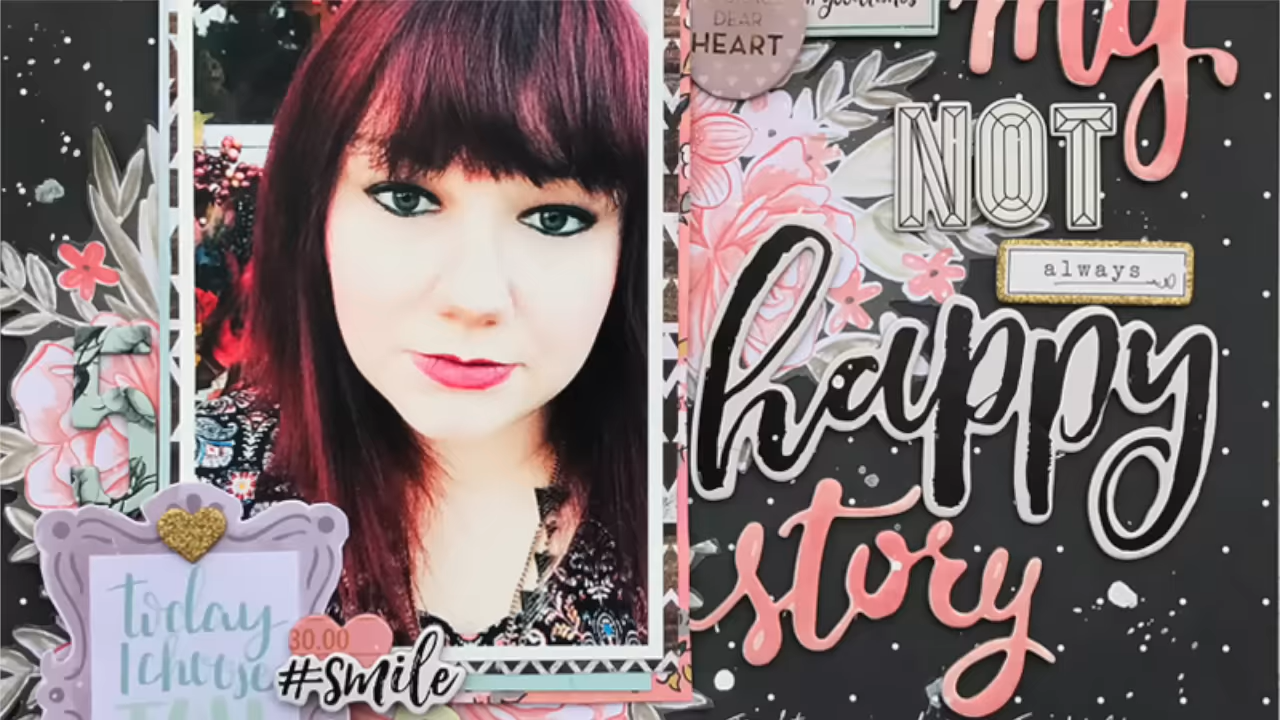 my
DEAR
HEART
NOT
always
happy
story
today
I choose
30.00
#smile